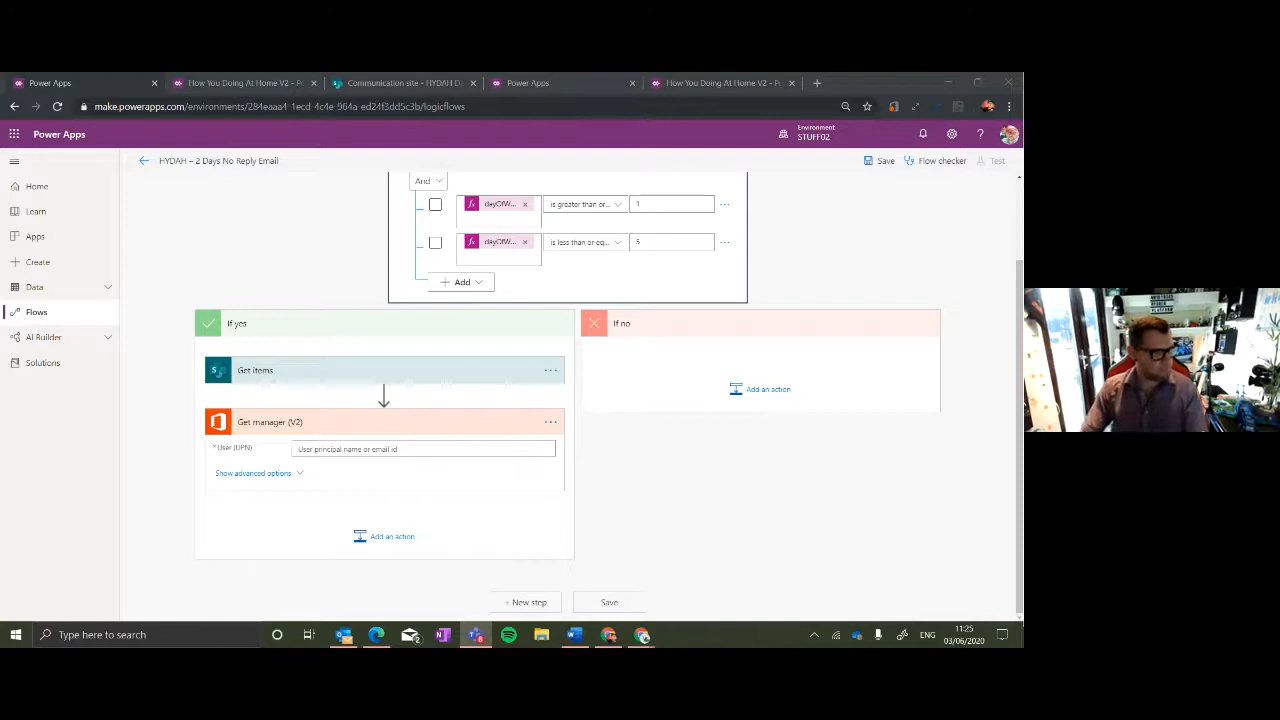 Power Apps
How You Doing At Home V2 - P
Communication site - HYDAH D
Power Apps
How You Doing At Home V2 - P
make.powerapps.com/environments/284eaaa4-1ecd-4c4e-964a-ed24f3dd5c3b/logicflows
Power Apps
Environment
STUFF02
HYDAH – 2 Days No Reply Email
Save
Flow checker
Test
Home
Learn
Apps
Create
Data
Flows
AI Builder
Solutions
And
dayOfW...
is greater than or...
1
dayOfW...
is less than or eq...
5
Add
If yes
If no
Get items
Add an action
Get manager (V2)
* User (UPN)
User principal name or email id
Show advanced options
Add an action
+ New step
Save
Type here to search
ENG
11:25
03/06/2020